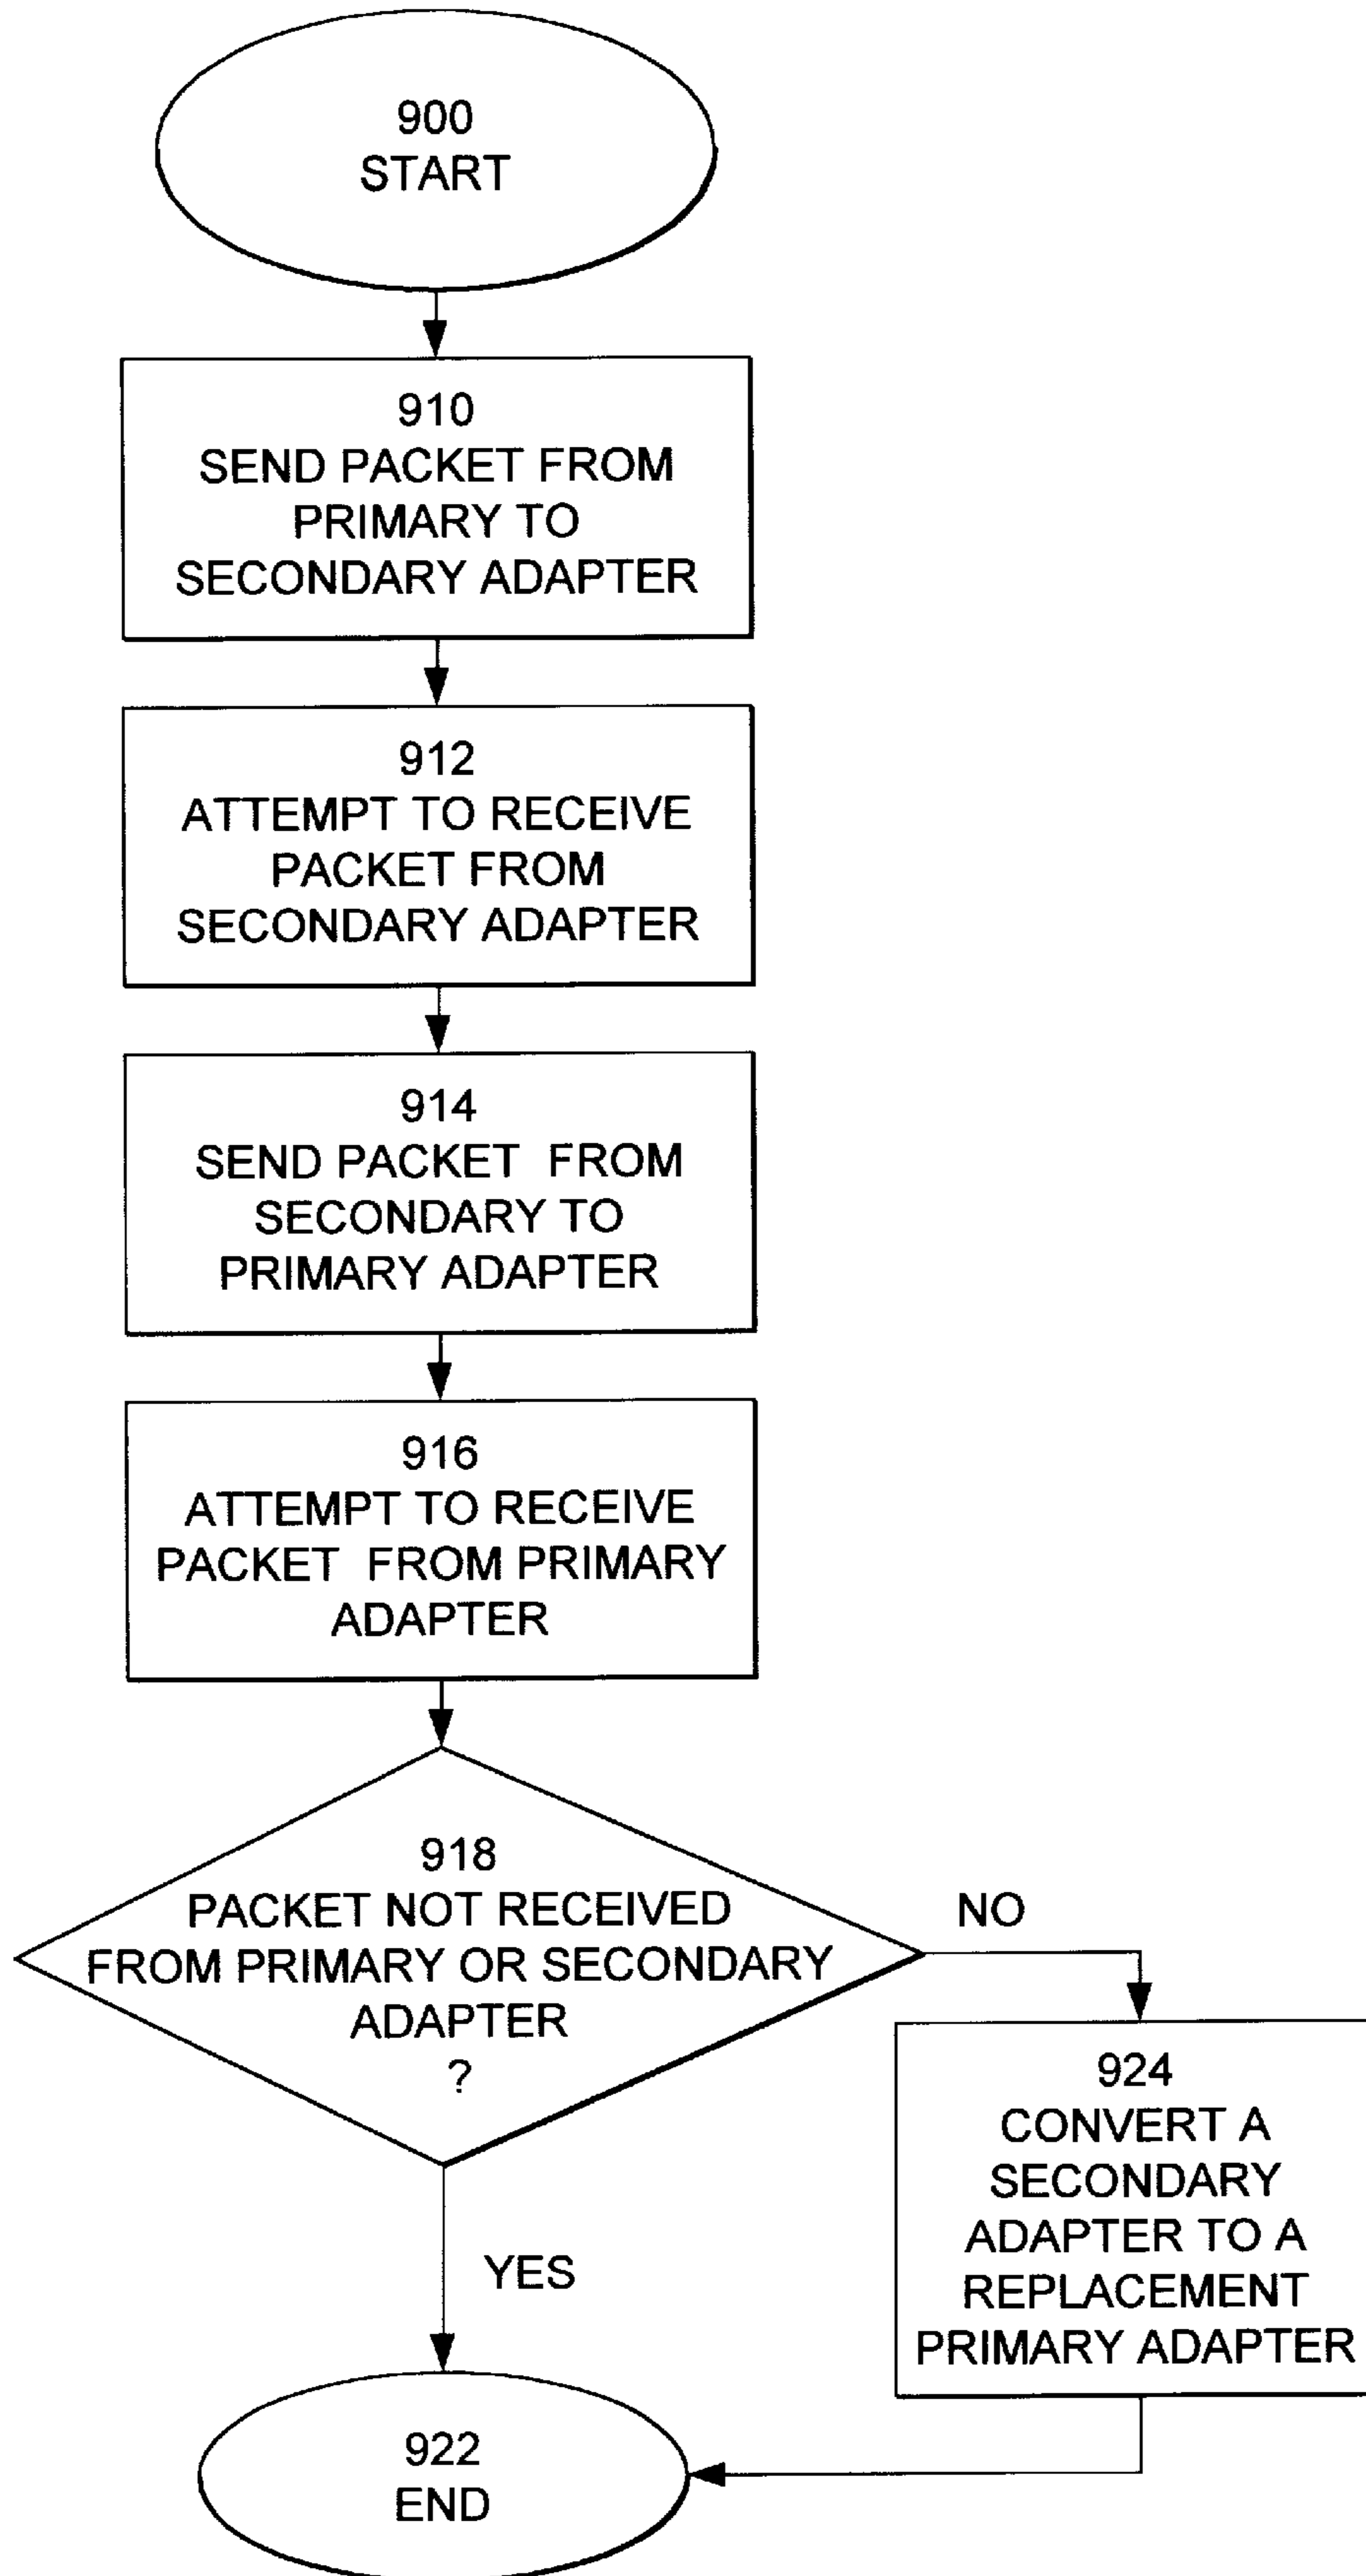 900
START
910
SEND PACKET FROM
PRIMARY TO
SECONDARY ADAPTER
912
ATTEMPT TO RECEIVE
PACKET FROM
SECONDARY ADAPTER
914
SEND PACKET FROM
SECONDARY TO
PRIMARY ADAPTER
916
ATTEMPT TO RECEIVE
PACKET FROM PRIMARY
ADAPTER
918
PACKET NOT RECEIVED
FROM PRIMARY OR SECONDARY
ADAPTER
?
NO
924
CONVERT A
SECONDARY
ADAPTER TO A
REPLACEMENT
PRIMARY ADAPTER
YES
922
END